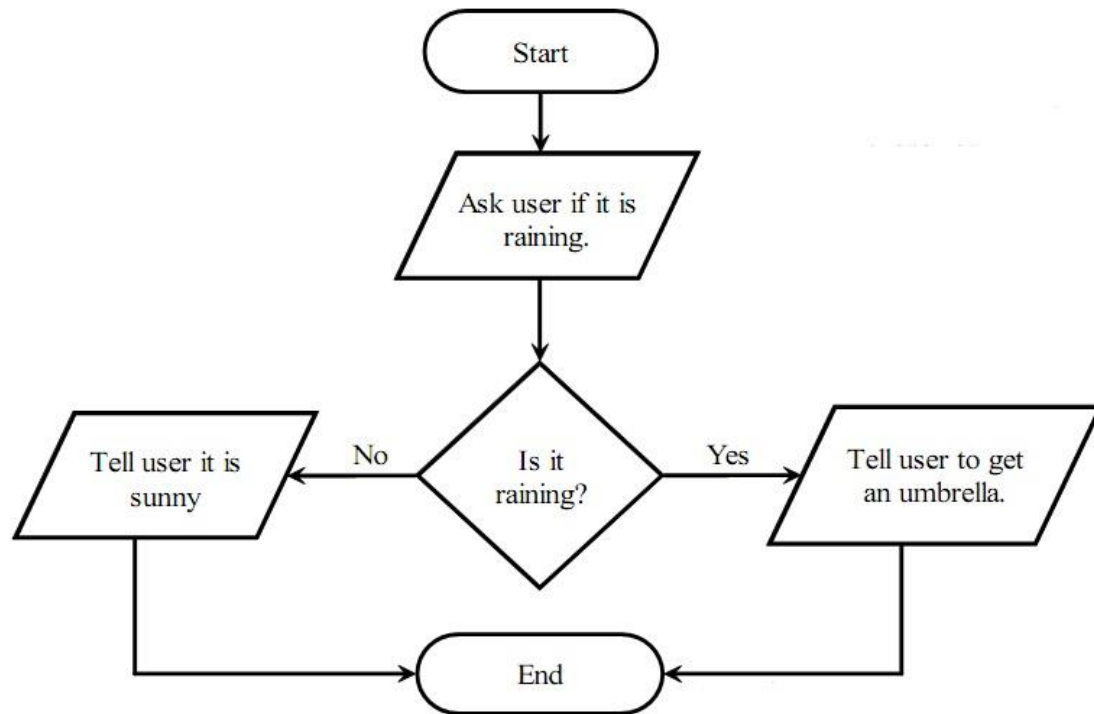 Start
Ask user if it is
raining.
Is it
raining?
No
Yes
Tell user it is
sunny
Tell user to get
an umbrella.
End